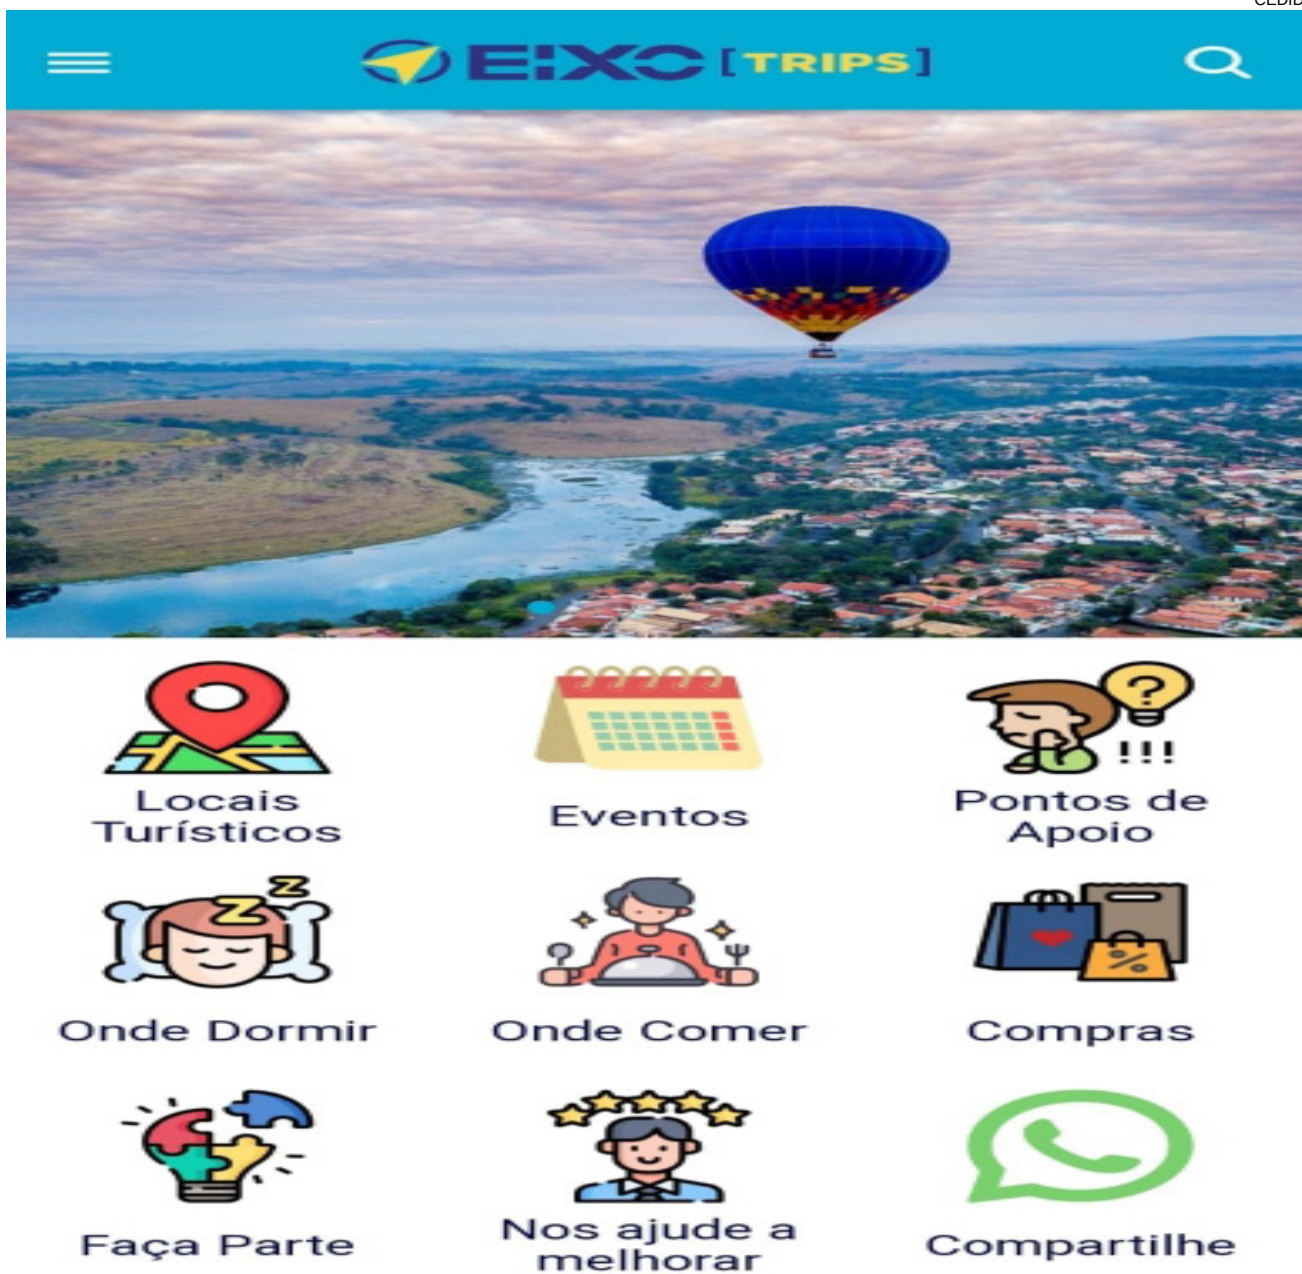 EIXO [TRIPS]
Locais
Turísticos
Eventos
Pontos de
Apoio
Onde Dormir
Onde Comer
Compras
Faça Parte
Nos ajude a
melhorar
Compartilhe